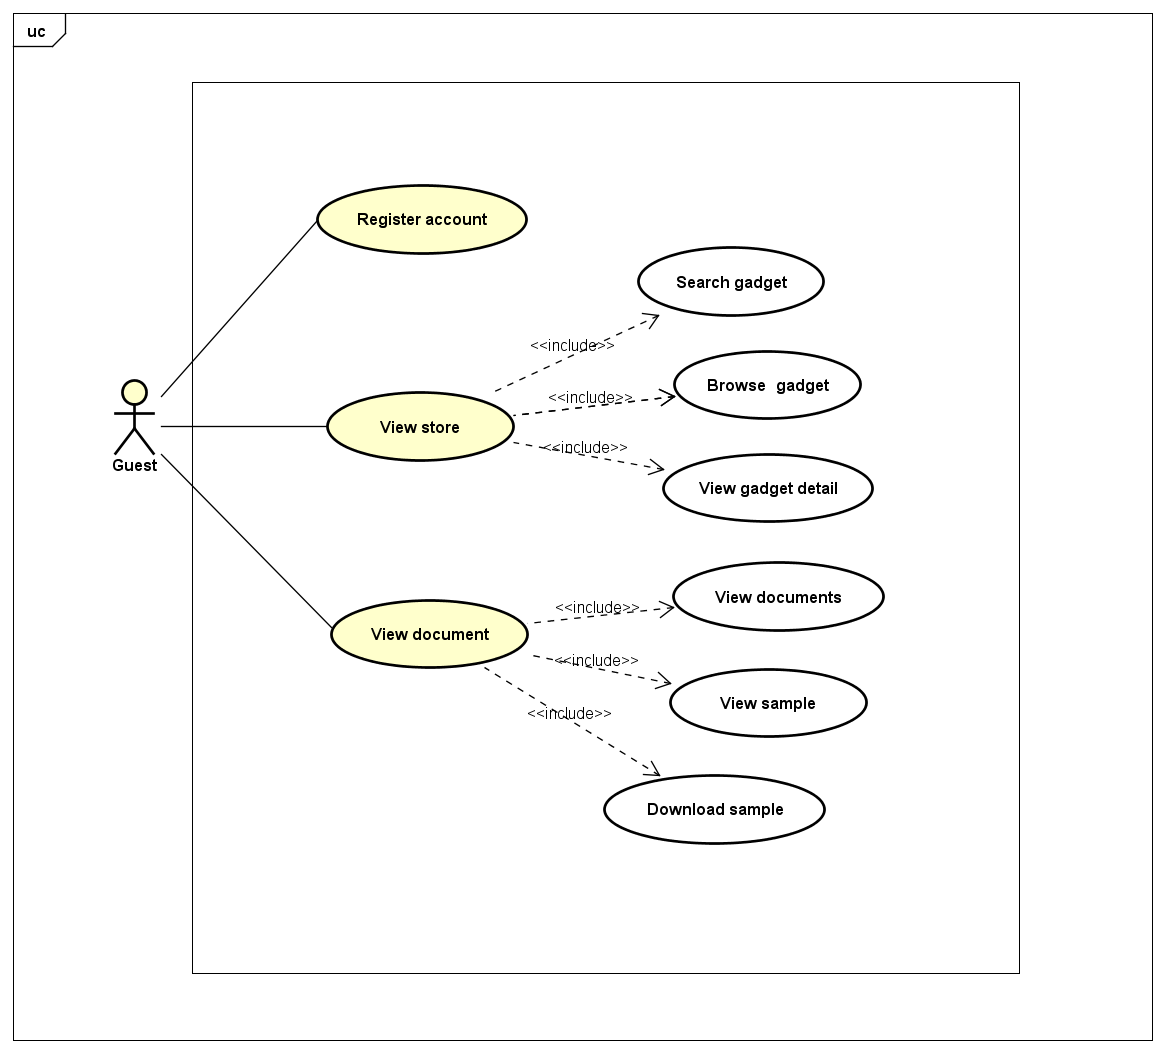 uc
Register account
Search gadget
<<include>>
Browse  gadget
<<include>>
View store
<<include>>
View gadget detail
Guest
View documents
<<include>>
View document
<<include>>
View sample
<<include>>
Download sample